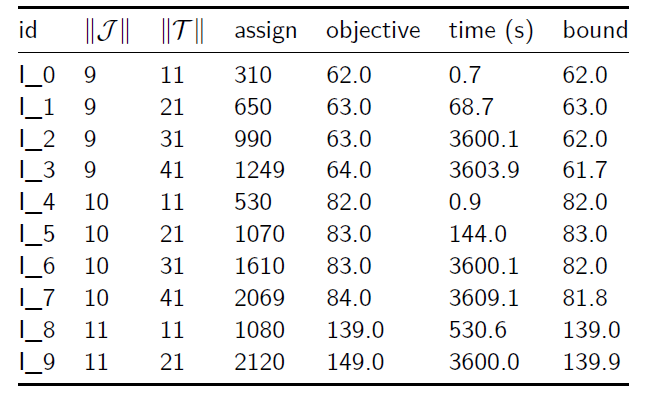 id ∥𝒥∥ ∥𝒯∥ assign objective time (s) bound
I_0 9 11 310 62.0 0.7 62.0
I_1 9 21 650 63.0 68.7 63.0
I_2 9 31 990 63.0 3600.1 62.0
I_3 9 41 1249 64.0 3603.9 61.7
I_4 10 11 530 82.0 0.9 82.0
I_5 10 21 1070 83.0 144.0 83.0
I_6 10 31 1610 83.0 3600.1 82.0
I_7 10 41 2069 84.0 3609.1 81.8
I_8 11 11 1080 139.0 530.6 139.0
I_9 11 21 2120 149.0 3600.0 139.9